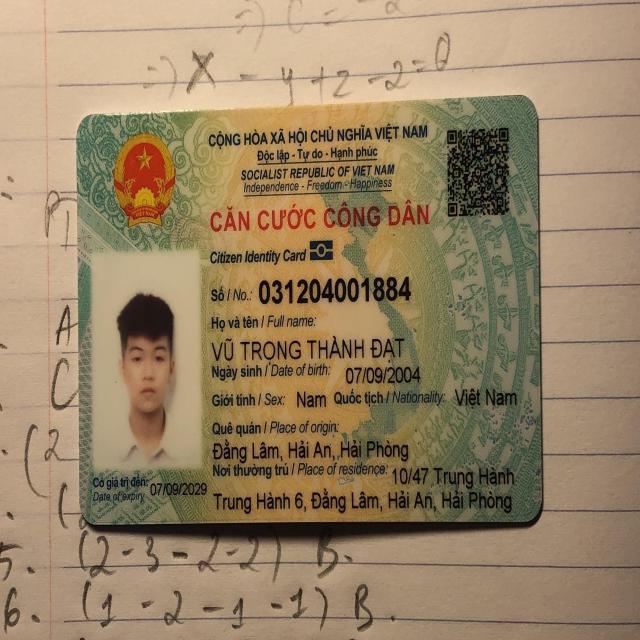 =) C = -2
=) X - y + z - 2 = 0
CỘNG HÒA XÃ HỘI CHỦ NGHĨA VIỆT NAM
Độc lập - Tự do - Hạnh phúc
SOCIALIST REPUBLIC OF VIET NAM
Independence - Freedom - Happiness
CĂN CƯỚC CÔNG DÂN
Citizen Identity Card
Số / No.: 031204001884
Họ và tên / Full name:
VŨ TRỌNG THÀNH ĐẠT
Ngày sinh / Date of birth: 07/09/2004
Giới tính / Sex: Nam Quốc tịch / Nationality: Việt Nam
Quê quán / Place of origin:
Đằng Lâm, Hải An, Hải Phòng
Nơi thường trú / Place of residence: 10/47 Trung Hành
Trung Hành 6, Đằng Lâm, Hải An, Hải Phòng
Có giá trị đến: 07/09/2029
Date of expiry
A
C
(2
5. (2 - 3 - 2 - 2) B.
6. (1 - 2 - 1 - 1) B.